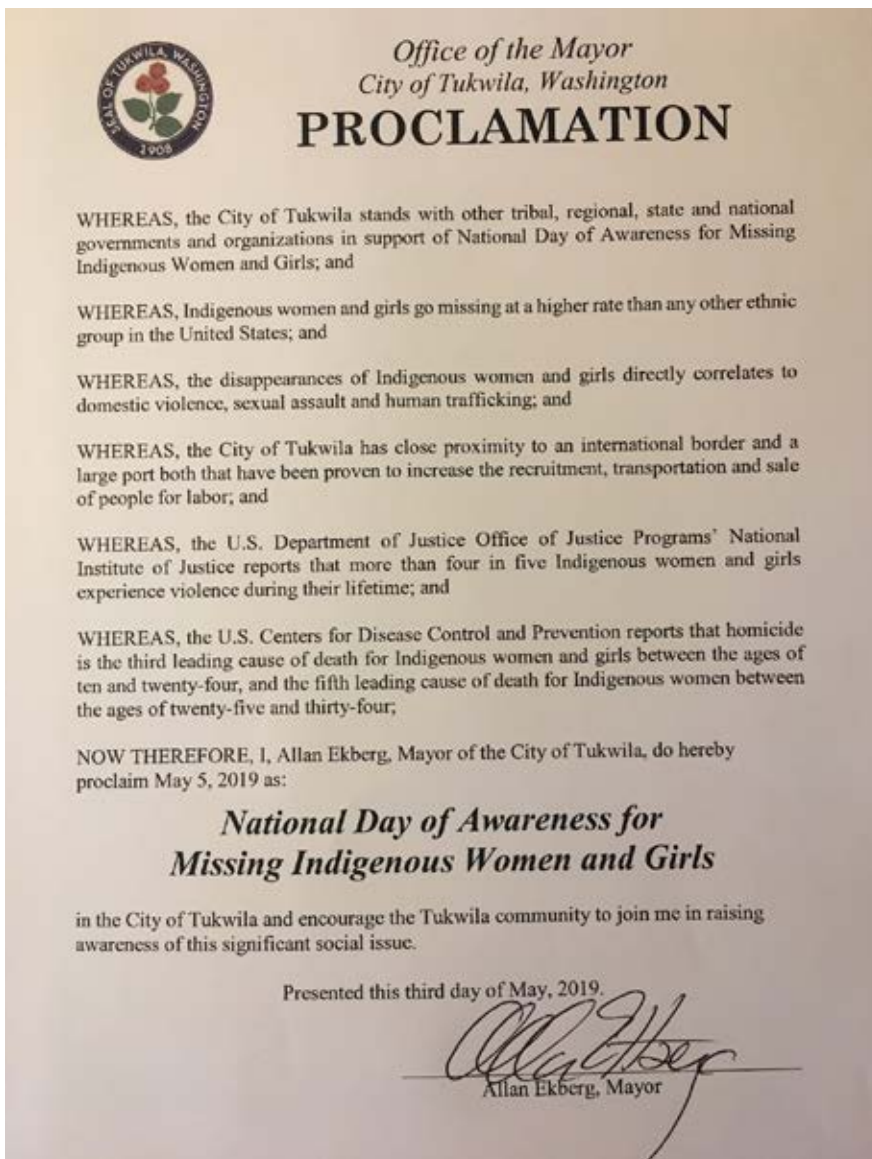 SEAL OF TUKWILA, WASHINGTON
1908
Office of the Mayor
City of Tukwila, Washington
PROCLAMATION
WHEREAS, the City of Tukwila stands with other tribal, regional, state and national
governments and organizations in support of National Day of Awareness for Missing
Indigenous Women and Girls; and
WHEREAS, Indigenous women and girls go missing at a higher rate than any other ethnic
group in the United States; and
WHEREAS, the disappearances of Indigenous women and girls directly correlates to
domestic violence, sexual assault and human trafficking; and
WHEREAS, the City of Tukwila has close proximity to an international border and a
large port both that have been proven to increase the recruitment, transportation and sale
of people for labor; and
WHEREAS, the U.S. Department of Justice Office of Justice Programs' National
Institute of Justice reports that more than four in five Indigenous women and girls
experience violence during their lifetime; and
WHEREAS, the U.S. Centers for Disease Control and Prevention reports that homicide
is the third leading cause of death for Indigenous women and girls between the ages of
ten and twenty-four, and the fifth leading cause of death for Indigenous women between
the ages of twenty-five and thirty-four;
NOW THEREFORE, I, Allan Ekberg, Mayor of the City of Tukwila, do hereby
proclaim May 5, 2019 as:
National Day of Awareness for
Missing Indigenous Women and Girls
in the City of Tukwila and encourage the Tukwila community to join me in raising
awareness of this significant social issue.
Presented this third day of May, 2019.
Allan Ekberg, Mayor